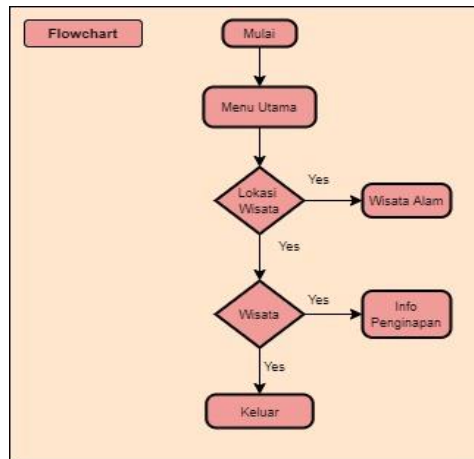 Flowchart
Mulai
Menu Utama
Lokasi
Wisata
Yes
Wisata Alam
Yes
Wisata
Yes
Info
Penginapan
Yes
Keluar